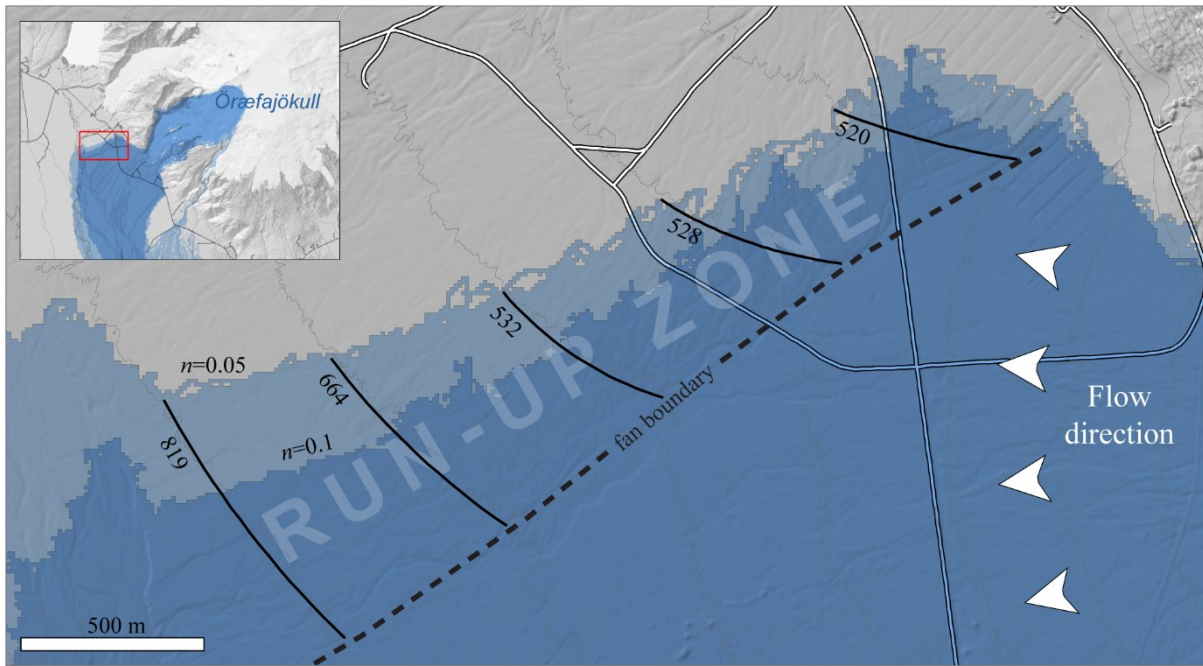 Öræfajökull
520
528
532
RUN-UP ZONE
n=0.05
664
fan boundary
Flow
direction
819
n=0.1
500 m